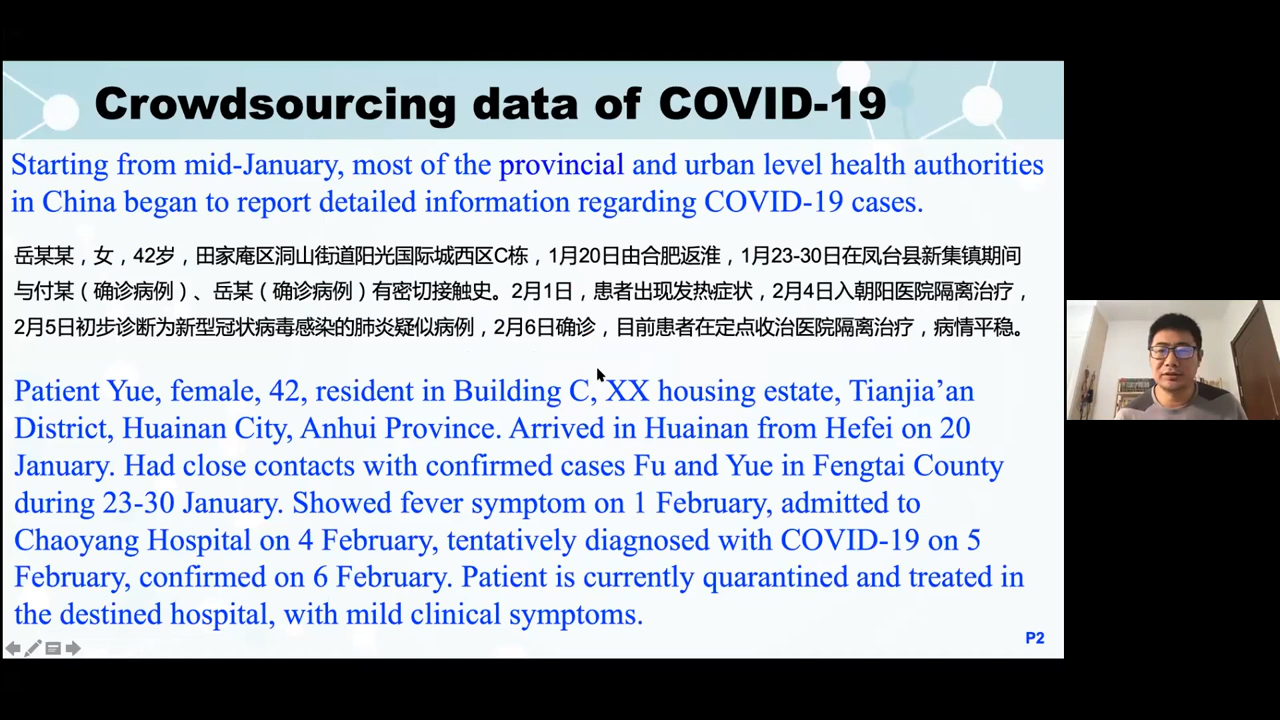 Crowdsourcing data of COVID-19
Starting from mid-January, most of the provincial and urban level health authorities
in China began to report detailed information regarding COVID-19 cases.
岳某某，女，42岁，田家庵区洞山街道阳光国际城西区C栋，1月20日由合肥返淮，1月23-30日在凤台县新集镇期间
与付某（确诊病例）、岳某（确诊病例）有密切接触史。2月1日，患者出现发热症状，2月4日入朝阳医院隔离治疗，
2月5日初步诊断为新型冠状病毒感染的肺炎疑似病例，2月6日确诊，目前患者在定点收治医院隔离治疗，病情平稳。
Patient Yue, female, 42, resident in Building C, XX housing estate, Tianjia’an
District, Huainan City, Anhui Province. Arrived in Huainan from Hefei on 20
January. Had close contacts with confirmed cases Fu and Yue in Fengtai County
during 23-30 January. Showed fever symptom on 1 February, admitted to
Chaoyang Hospital on 4 February, tentatively diagnosed with COVID-19 on 5
February, confirmed on 6 February. Patient is currently quarantined and treated in
the destined hospital, with mild clinical symptoms.
P2